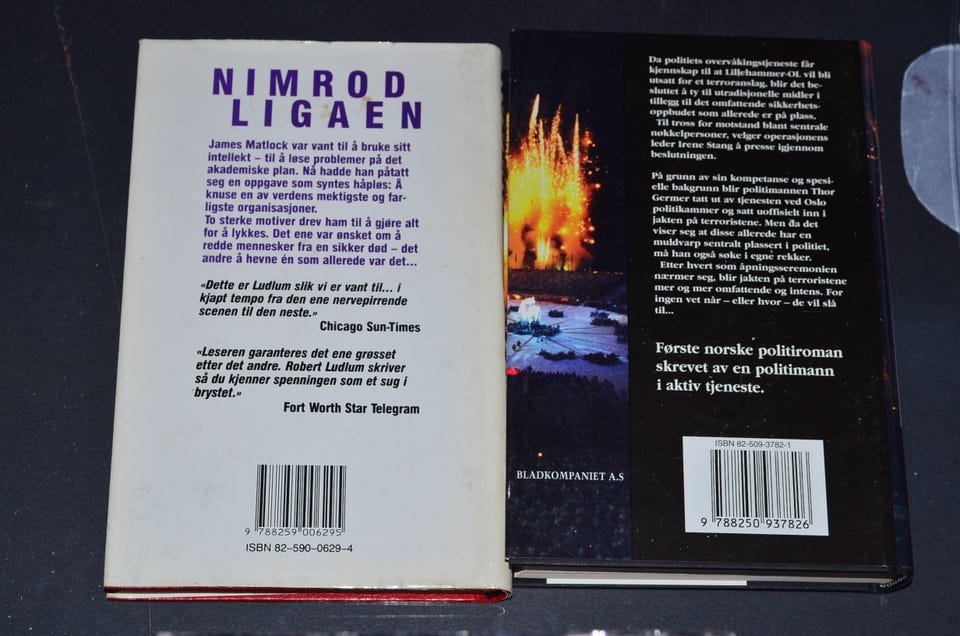 NIMROD
LIGAEN
James Matlock var vant til å bruke sitt
intellekt – til å løse problemer på det
akademiske plan. Nå hadde han påtatt
seg en oppgave som syntes håpløs: Å
knuse en av verdens mektigste og far-
ligste organisasjoner.
To sterke motiver drev ham til å gjøre alt
for å lykkes. Det ene var ønsket om å
redde mennesker fra en sikker død – det
andre å hevne én som allerede var det...
«Dette er Ludlum slik vi er vant til... i
kjapt tempo fra den ene nervepirrende
scenen til den neste.»
Chicago Sun-Times
«Leseren garanteres det ene grøsset
etter det andre. Robert Ludlum skriver
så du kjenner spenningen som et sug i
brystet.»
Fort Worth Star Telegram
9 788259 006295
ISBN 82–590–0629–4
Da politiets overvåkingstjeneste får
kjennskap til at Lillehammer-OL vil bli
utsatt for et terroranslag, blir det be-
sluttet å ty til utradisjonelle midler i
tillegg til det omfattende sikkerhets-
oppbudet som allerede er på plass.
Til tross for motstand blant sentrale
nøkkelpersoner, velger operasjonens
leder Irene Stang å presse igjennom
beslutningen.
På grunn av sin kompetanse og spesi-
elle bakgrunn blir politimannen Thor
Germer tatt ut av tjenesten ved Oslo
politikammer og satt uoffisielt inn i
jakten på terroristene. Men da det
viser seg at disse allerede har en
muldvarp sentralt plassert i politiet,
må han også søke i egne rekker.
Etter hvert som åpningsseremonien
nærmer seg, blir jakten på terroristene
mer og mer omfattende og intens. For
ingen vet når – eller hvor – de vil slå
til...
Første norske politiroman
skrevet av en politimann
i aktiv tjeneste.
BLADKOMPANIET A.S
ISBN 82-509-3782-1
9 788250 937826